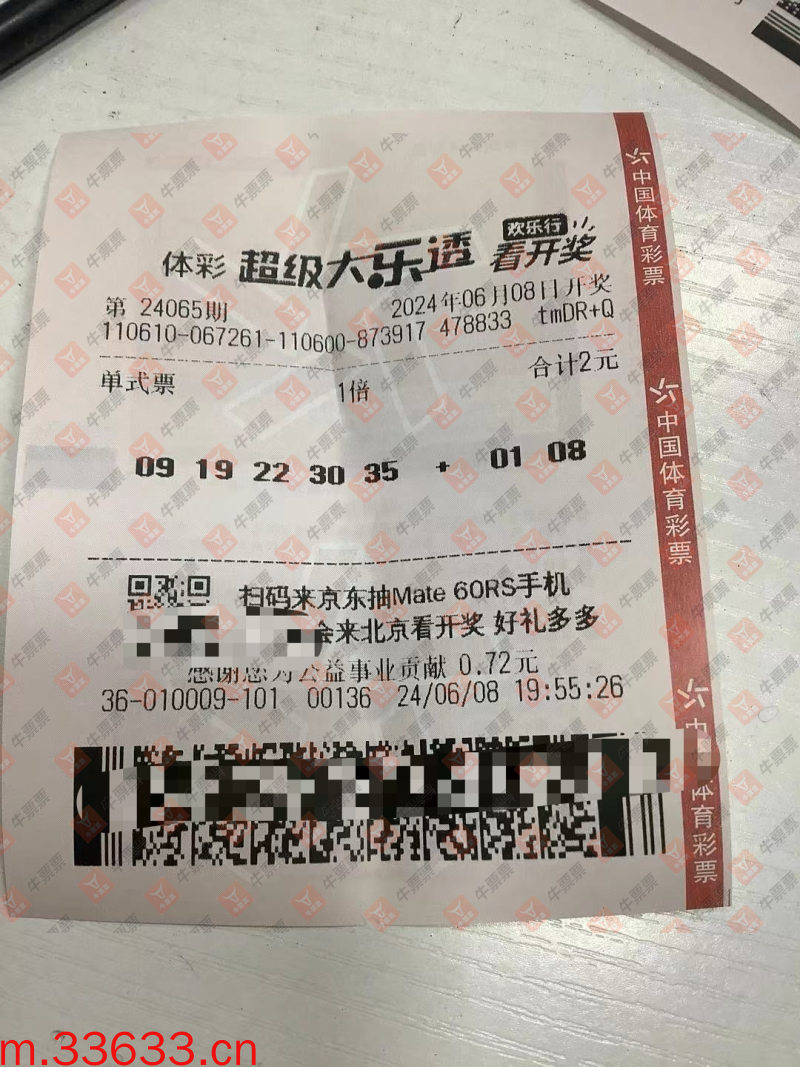 体彩 超级大乐透 欢乐行 看开奖
第 24065期 2024年06月08日开奖
110610-067261-110600-873917 478833 tmDR+Q
单式票 1倍 合计2元
09 19 22 30 35 + 01 08
扫码来京东抽Mate 60RS手机
会来北京看开奖 好礼多多
感谢您为公益事业贡献 0.72元
36-010009-101 00136 24/06/08 19:55:26
中国体育彩票
中国体育彩票
中 体育彩票
牛票票
m.33633.cn